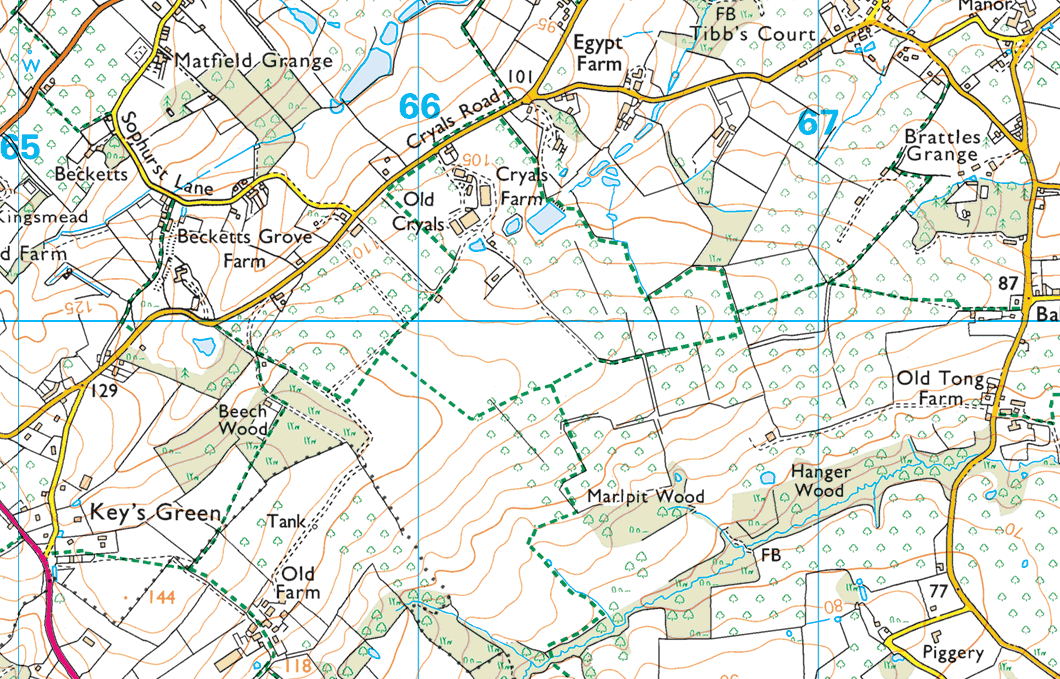 Manor
FB
Tibb's Court
95
Egypt
Farm
W
Matfield Grange
101
66
Cryals Road
67
65
Sophurst Lane
Brattles
Grange
105
Becketts
Cryals
Farm
Old
Cryals
Kingsmead
Becketts Grove
Farm
110
d Farm
87
125
Ba
129
Old Tong
Farm
Beech
Wood
Hanger
Wood
Marlpit Wood
Key's Green
Tank
FB
Old
Farm
144
77
80
Piggery
118